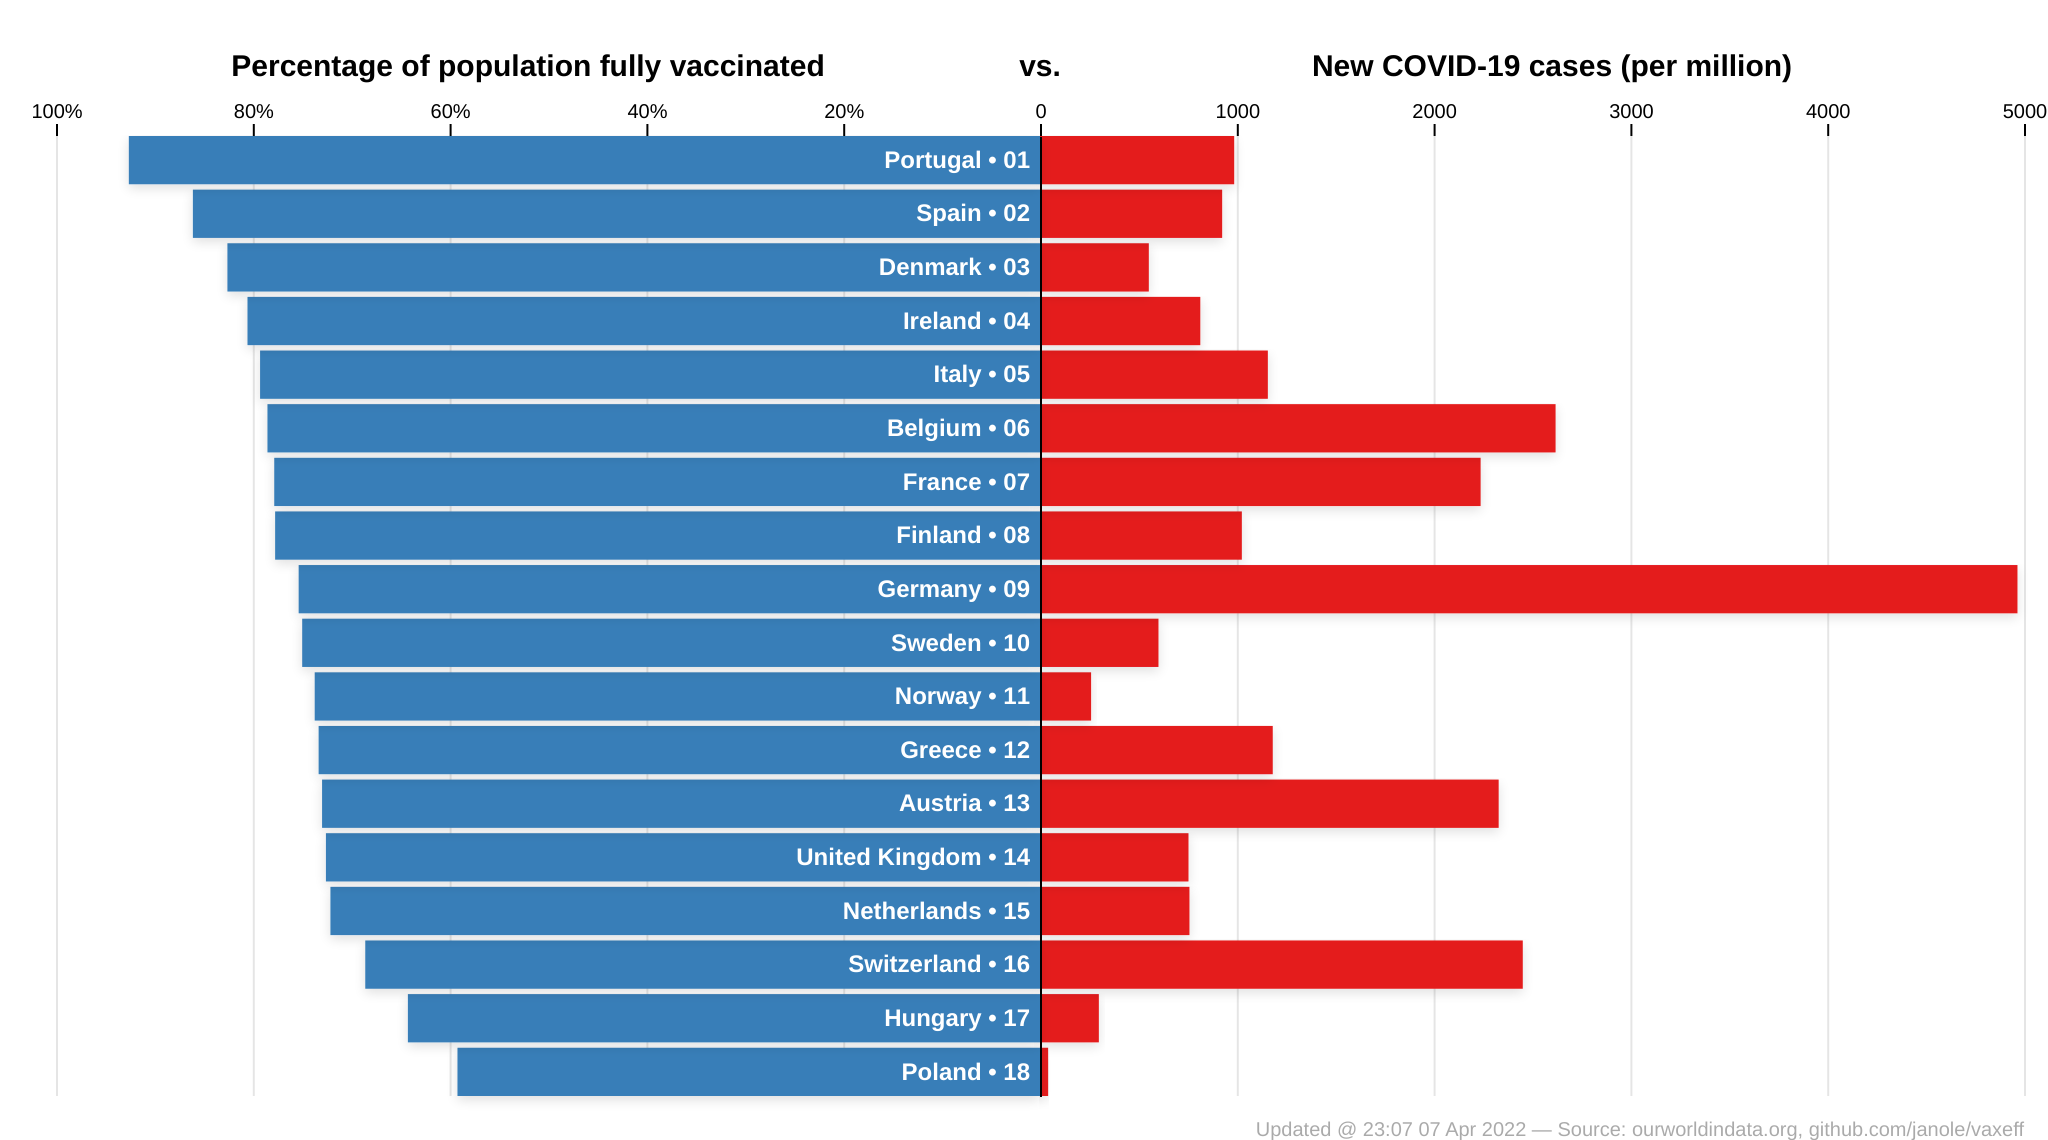 Percentage of population fully vaccinated vs. New COVID-19 cases (per million)
100% 80% 60% 40% 20% 0 1000 2000 3000 4000 5000
Portugal • 01
Spain • 02
Denmark • 03
Ireland • 04
Italy • 05
Belgium • 06
France • 07
Finland • 08
Germany • 09
Sweden • 10
Norway • 11
Greece • 12
Austria • 13
United Kingdom • 14
Netherlands • 15
Switzerland • 16
Hungary • 17
Poland • 18
Updated @ 23:07 07 Apr 2022 — Source: ourworldindata.org, github.com/janole/vaxeff